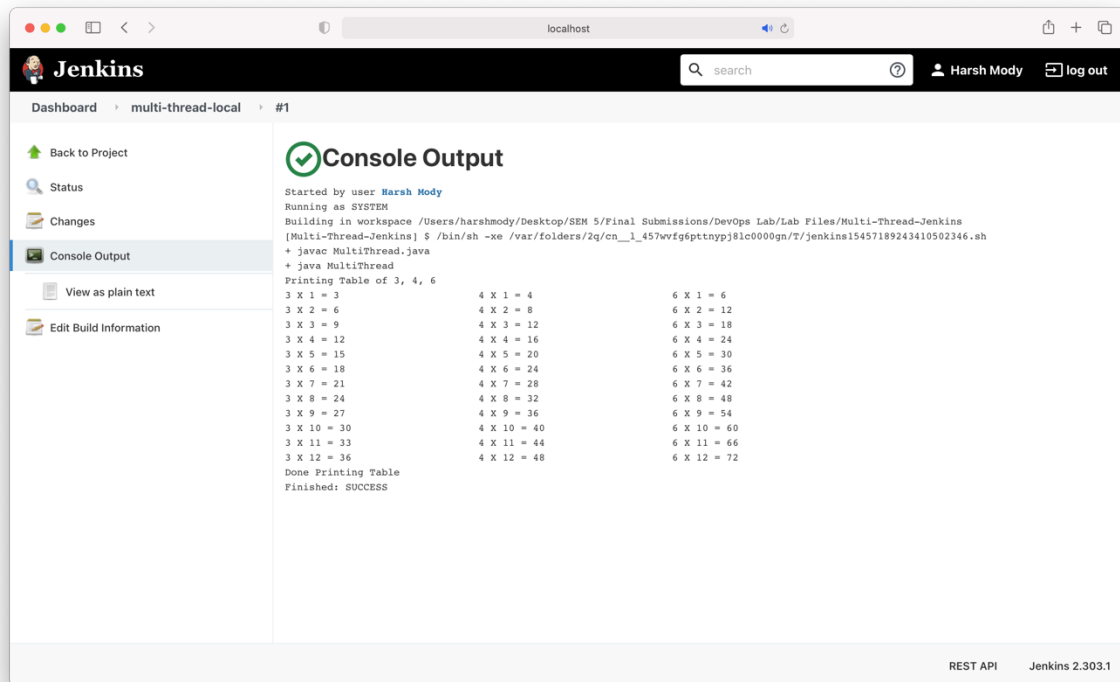 localhost
Jenkins
search
Harsh Mody
log out
Dashboard
multi-thread-local
#1
Back to Project
Status
Changes
Console Output
View as plain text
Edit Build Information
Console Output
Started by user Harsh Mody
Running as SYSTEM
Building in workspace /Users/harshmody/Desktop/SEM 5/Final Submissions/DevOps Lab/Lab Files/Multi-Thread-Jenkins
[Multi-Thread-Jenkins] $ /bin/sh -xe /var/folders/2q/cn__l_457wvfg6pttnypj8lc0000gn/T/jenkins15457189243410502346.sh
+ javac MultiThread.java
+ java MultiThread
Printing Table of 3, 4, 6
3 X 1 = 3 4 X 1 = 4 6 X 1 = 6
3 X 2 = 6 4 X 2 = 8 6 X 2 = 12
3 X 3 = 9 4 X 3 = 12 6 X 3 = 18
3 X 4 = 12 4 X 4 = 16 6 X 4 = 24
3 X 5 = 15 4 X 5 = 20 6 X 5 = 30
3 X 6 = 18 4 X 6 = 24 6 X 6 = 36
3 X 7 = 21 4 X 7 = 28 6 X 7 = 42
3 X 8 = 24 4 X 8 = 32 6 X 8 = 48
3 X 9 = 27 4 X 9 = 36 6 X 9 = 54
3 X 10 = 30 4 X 10 = 40 6 X 10 = 60
3 X 11 = 33 4 X 11 = 44 6 X 11 = 66
3 X 12 = 36 4 X 12 = 48 6 X 12 = 72
Done Printing Table
Finished: SUCCESS
REST API
Jenkins 2.303.1